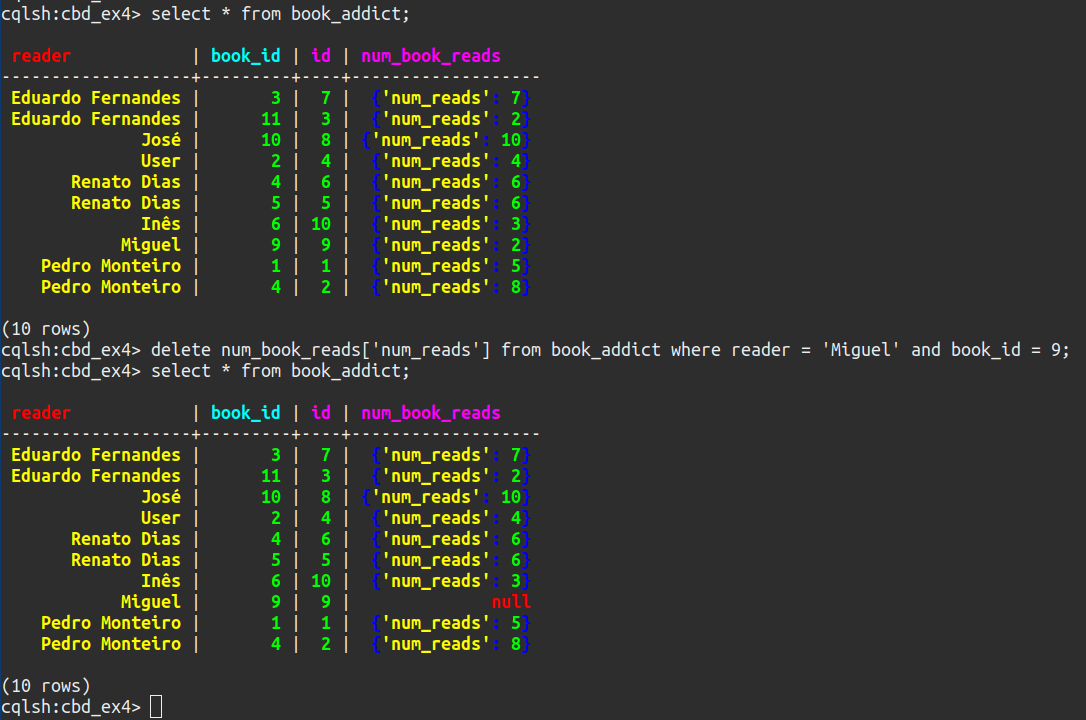 cqlsh:cbd_ex4> select * from book_addict;
 reader            | book_id | id | num_book_reads
-------------------+---------+----+-------------------
 Eduardo Fernandes |       3 |  7 |  {'num_reads': 7}
 Eduardo Fernandes |      11 |  3 |  {'num_reads': 2}
              José |      10 |  8 | {'num_reads': 10}
              User |       2 |  4 |  {'num_reads': 4}
       Renato Dias |       4 |  6 |  {'num_reads': 6}
       Renato Dias |       5 |  5 |  {'num_reads': 6}
              Inês |       6 | 10 |  {'num_reads': 3}
            Miguel |       9 |  9 |  {'num_reads': 2}
    Pedro Monteiro |       1 |  1 |  {'num_reads': 5}
    Pedro Monteiro |       4 |  2 |  {'num_reads': 8}
(10 rows)
cqlsh:cbd_ex4> delete num_book_reads['num_reads'] from book_addict where reader = 'Miguel' and book_id = 9;
cqlsh:cbd_ex4> select * from book_addict;
 reader            | book_id | id | num_book_reads
-------------------+---------+----+-------------------
 Eduardo Fernandes |       3 |  7 |  {'num_reads': 7}
 Eduardo Fernandes |      11 |  3 |  {'num_reads': 2}
              José |      10 |  8 | {'num_reads': 10}
              User |       2 |  4 |  {'num_reads': 4}
       Renato Dias |       4 |  6 |  {'num_reads': 6}
       Renato Dias |       5 |  5 |  {'num_reads': 6}
              Inês |       6 | 10 |  {'num_reads': 3}
            Miguel |       9 |  9 |              null
    Pedro Monteiro |       1 |  1 |  {'num_reads': 5}
    Pedro Monteiro |       4 |  2 |  {'num_reads': 8}
(10 rows)
cqlsh:cbd_ex4>